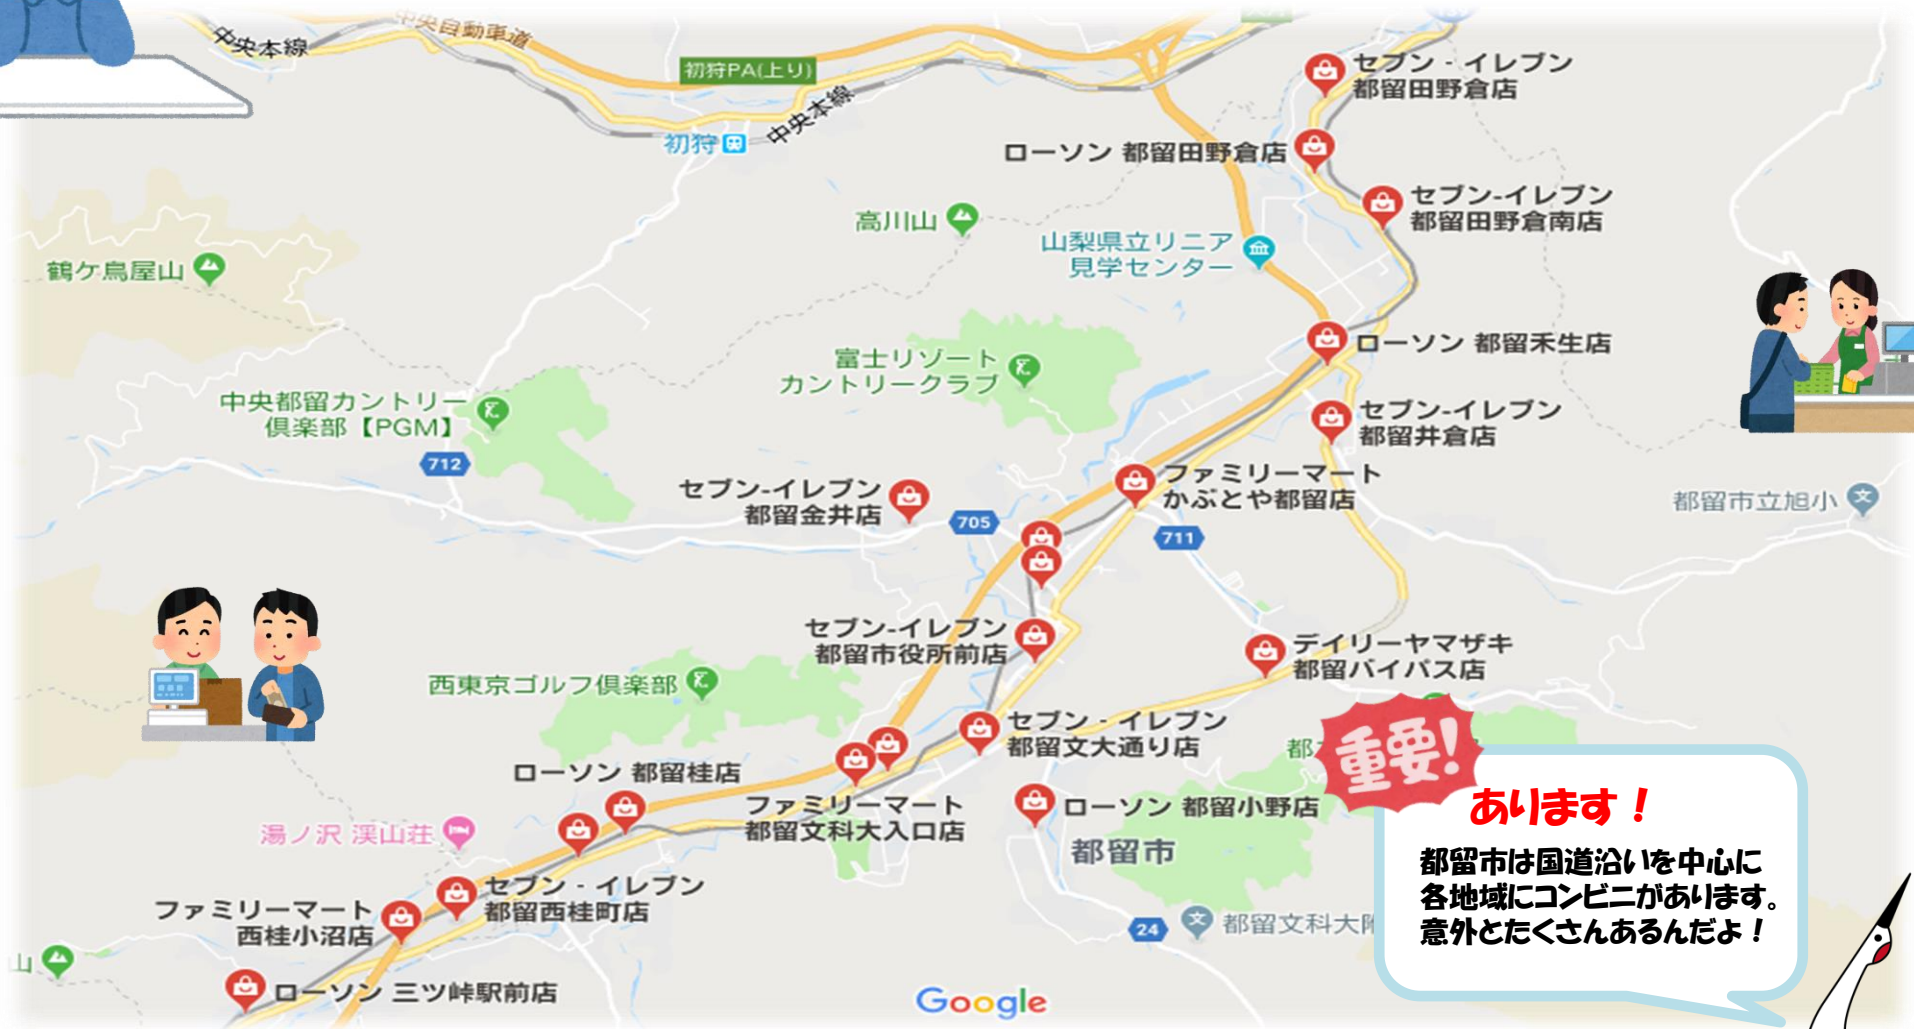 中央本線
中央自動車道
初狩PA(上り)
中央本線
初狩
セブン - イレブン
都留田野倉店
ローソン 都留田野倉店
セブン-イレブン
都留田野倉南店
高川山
山梨県立リニア
見学センター
鶴ケ鳥屋山
ローソン 都留禾生店
富士リゾート
カントリークラブ
中央都留カントリー
倶楽部【PGM】
セブン-イレブン
都留井倉店
712
セブン-イレブン
都留金井店
ファミリーマート
かぶとや都留店
都留市立旭小
705
711
セブン-イレブン
都留市役所前店
デイリーヤマザキ
都留バイパス店
西東京ゴルフ倶楽部
セブン - イレブン
都留文大通り店
都
重要!
ローソン 都留桂店
ファミリーマート
都留文科大入口店
ローソン 都留小野店
都留市
湯ノ沢 渓山荘
あります！
都留市は国道沿いを中心に
各地域にコンビニがあります。
意外とたくさんあるんだよ！
セブン - イレブン
都留西桂町店
ファミリーマート
西桂小沼店
24
都留文科大附
山
ローソン 三ツ峠駅前店
Google